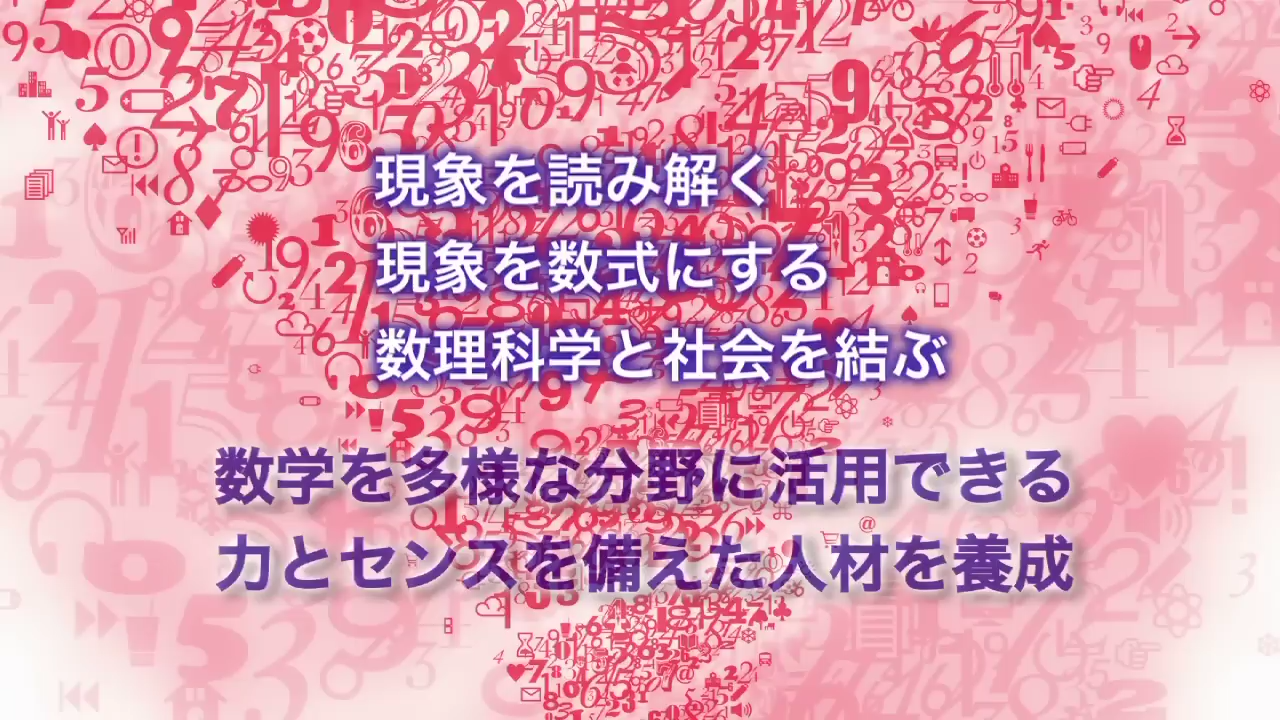 現象を読み解く
現象を数式にする
数理科学と社会を結ぶ
数学を多様な分野に活用できる
力とセンスを備えた人材を養成